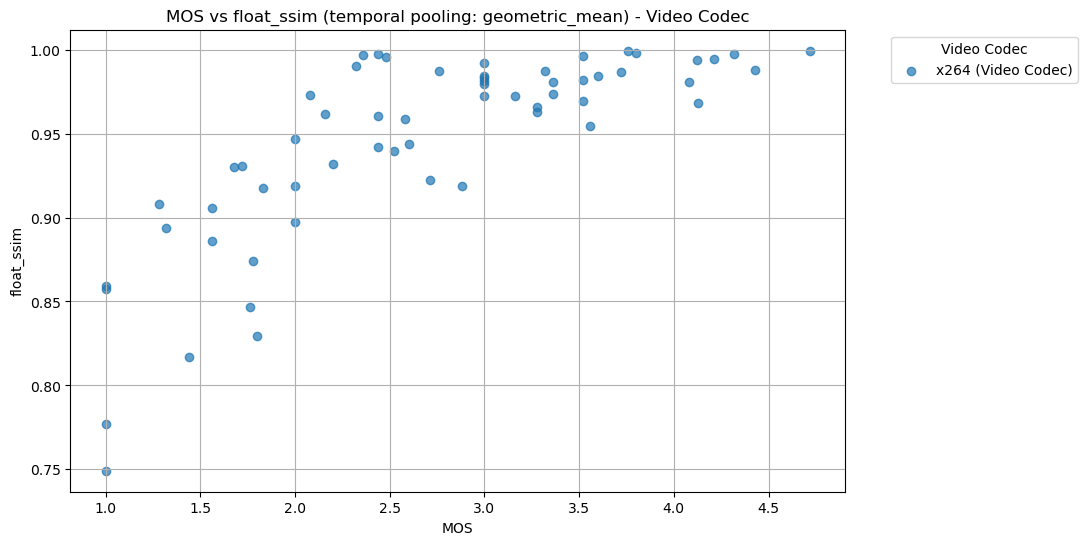 MOS vs float_ssim (temporal pooling: geometric_mean) - Video Codec
Video Codec
x264 (Video Codec)
float_ssim
1.00
0.95
0.90
0.85
0.80
0.75
1.0 1.5 2.0 2.5 3.0 3.5 4.0 4.5
MOS